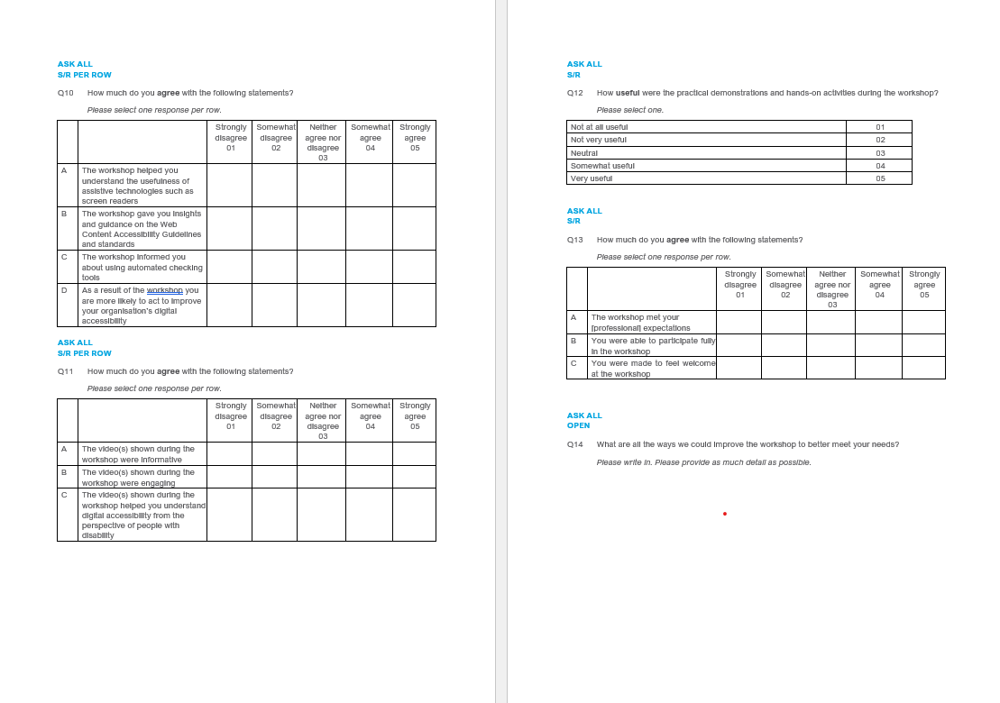 ASK ALL
S/R PER ROW
Q10 How much do you agree with the following statements?
Please select one response per row.
Strongly disagree 01 Somewhat disagree 02 Neither agree nor disagree 03 Somewhat agree 04 Strongly agree 05
A The workshop helped you
understand the usefulness of
assistive technologies such as
screen readers
B The workshop gave you insights
and guidance on the Web
Content Accessibility Guidelines
and standards
C The workshop informed you
about using automated checking
tools
D As a result of the workshop you
are more likely to act to improve
your organisation's digital
accessibility
ASK ALL
S/R PER ROW
Q11 How much do you agree with the following statements?
Please select one response per row.
Strongly disagree 01 Somewhat disagree 02 Neither agree nor disagree 03 Somewhat agree 04 Strongly agree 05
A The video(s) shown during the
workshop were informative
B The video(s) shown during the
workshop were engaging
C The video(s) shown during the
workshop helped you understand
digital accessibility from the
perspective of people with
disability
ASK ALL
S/R
Q12 How useful were the practical demonstrations and hands-on activities during the workshop?
Please select one.
Not at all useful 01
Not very useful 02
Neutral 03
Somewhat useful 04
Very useful 05
ASK ALL
S/R
Q13 How much do you agree with the following statements?
Please select one response per row.
Strongly disagree 01 Somewhat disagree 02 Neither agree nor disagree 03 Somewhat agree 04 Strongly agree 05
A The workshop met your
[professional] expectations
B You were able to participate fully
in the workshop
C You were made to feel welcome
at the workshop
ASK ALL
OPEN
Q14 What are all the ways we could improve the workshop to better meet your needs?
Please write in. Please provide as much detail as possible.